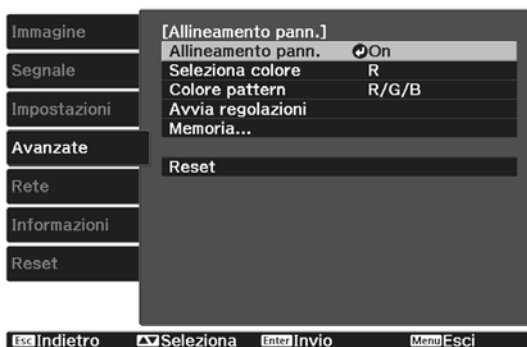 Immagine
Segnale
Impostazioni
Avanzate
Rete
Informazioni
Reset
[Allineamento pann.]
Allineamento pann. On
Seleziona colore R
Colore pattern R/G/B
Avvia regolazioni
Memoria...
Reset
Esc Indietro Seleziona Enter Invio Menu Esci